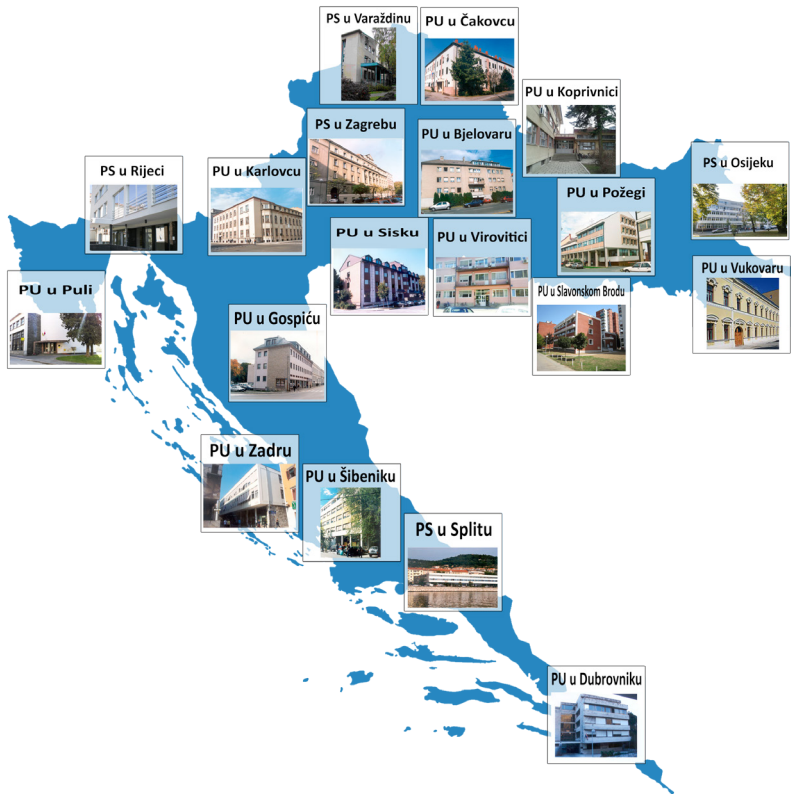 PS u Varaždinu
PU u Čakovcu
PU u Koprivnici
PS u Zagrebu
PU u Bjelovaru
PS u Osijeku
PS u Rijeci
PU u Karlovcu
PU u Požegi
PU u Sisku
PU u Virovitici
PU u Vukovaru
PU u Puli
PU u Slavonskom Brodu
PU u Gospiću
PU u Zadru
PU u Šibeniku
PS u Splitu
PU u Dubrovniku